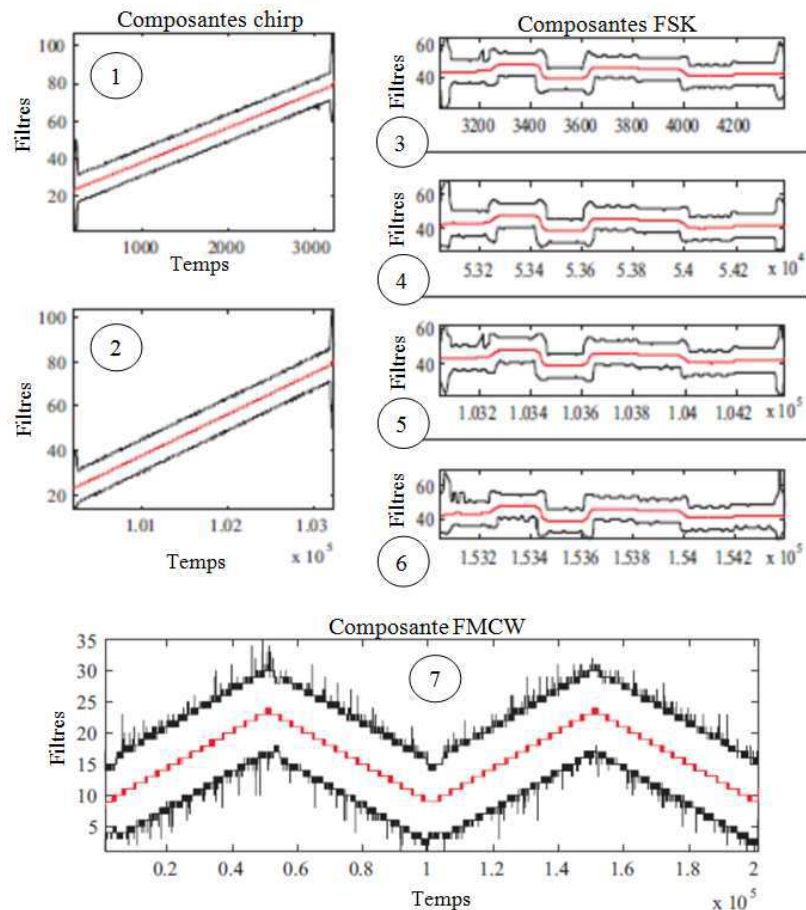 Composantes chirp
100
80
60
40
20
Filtres
1
1000 2000 3000
Temps
100
80
60
40
20
Filtres
2
1.01 1.02 1.03
x 10⁵
Temps
Composantes FSK
60
40
Filtres
3
3200 3400 3600 3800 4000 4200
60
40
Filtres
4
5.32 5.34 5.36 5.38 5.4 5.42 x 10⁴
60
40
Filtres
5
1.032 1.034 1.036 1.038 1.04 1.042 x 10⁵
60
40
Filtres
6
1.532 1.534 1.536 1.538 1.54 1.542 x 10⁵
Composante FMCW
35
30
25
20
15
10
5
Filtres
7
0.2 0.4 0.6 0.8 1 1.2 1.4 1.6 1.8 2
Temps
x 10⁵